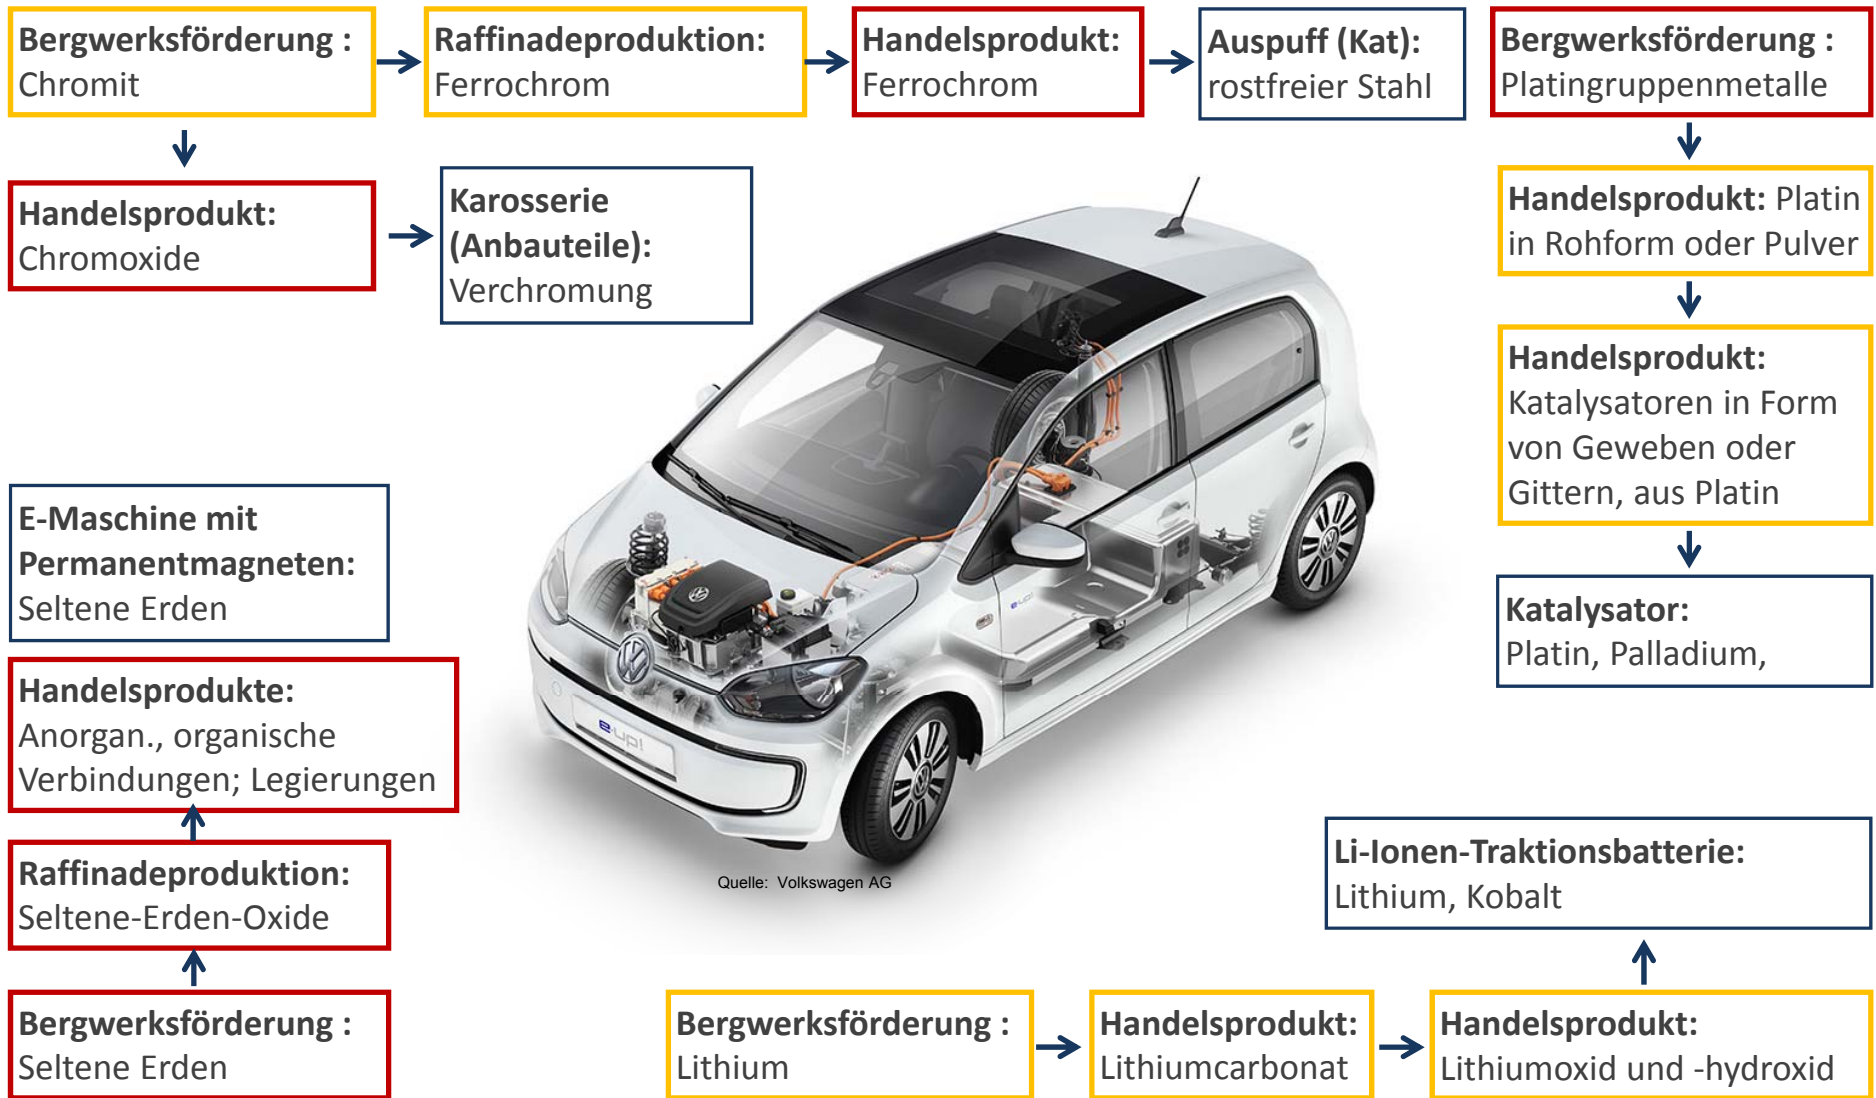 Bergwerksförderung :
Chromit
Raffinadeproduktion:
Ferrochrom
Handelsprodukt:
Ferrochrom
Auspuff (Kat):
rostfreier Stahl
Bergwerksförderung :
Platingruppenmetalle
Handelsprodukt:
Chromoxide
Karosserie
(Anbauteile):
Verchromung
Handelsprodukt: Platin
in Rohform oder Pulver
Handelsprodukt:
Katalysatoren in Form
von Geweben oder
Gittern, aus Platin
Katalysator:
Platin, Palladium,
E-Maschine mit
Permanentmagneten:
Seltene Erden
Handelsprodukte:
Anorgan., organische
Verbindungen; Legierungen
Raffinadeproduktion:
Seltene-Erden-Oxide
Bergwerksförderung :
Seltene Erden
e-up!
e-up!
Quelle: Volkswagen AG
Li-Ionen-Traktionsbatterie:
Lithium, Kobalt
Bergwerksförderung :
Lithium
Handelsprodukt:
Lithiumcarbonat
Handelsprodukt:
Lithiumoxid und -hydroxid